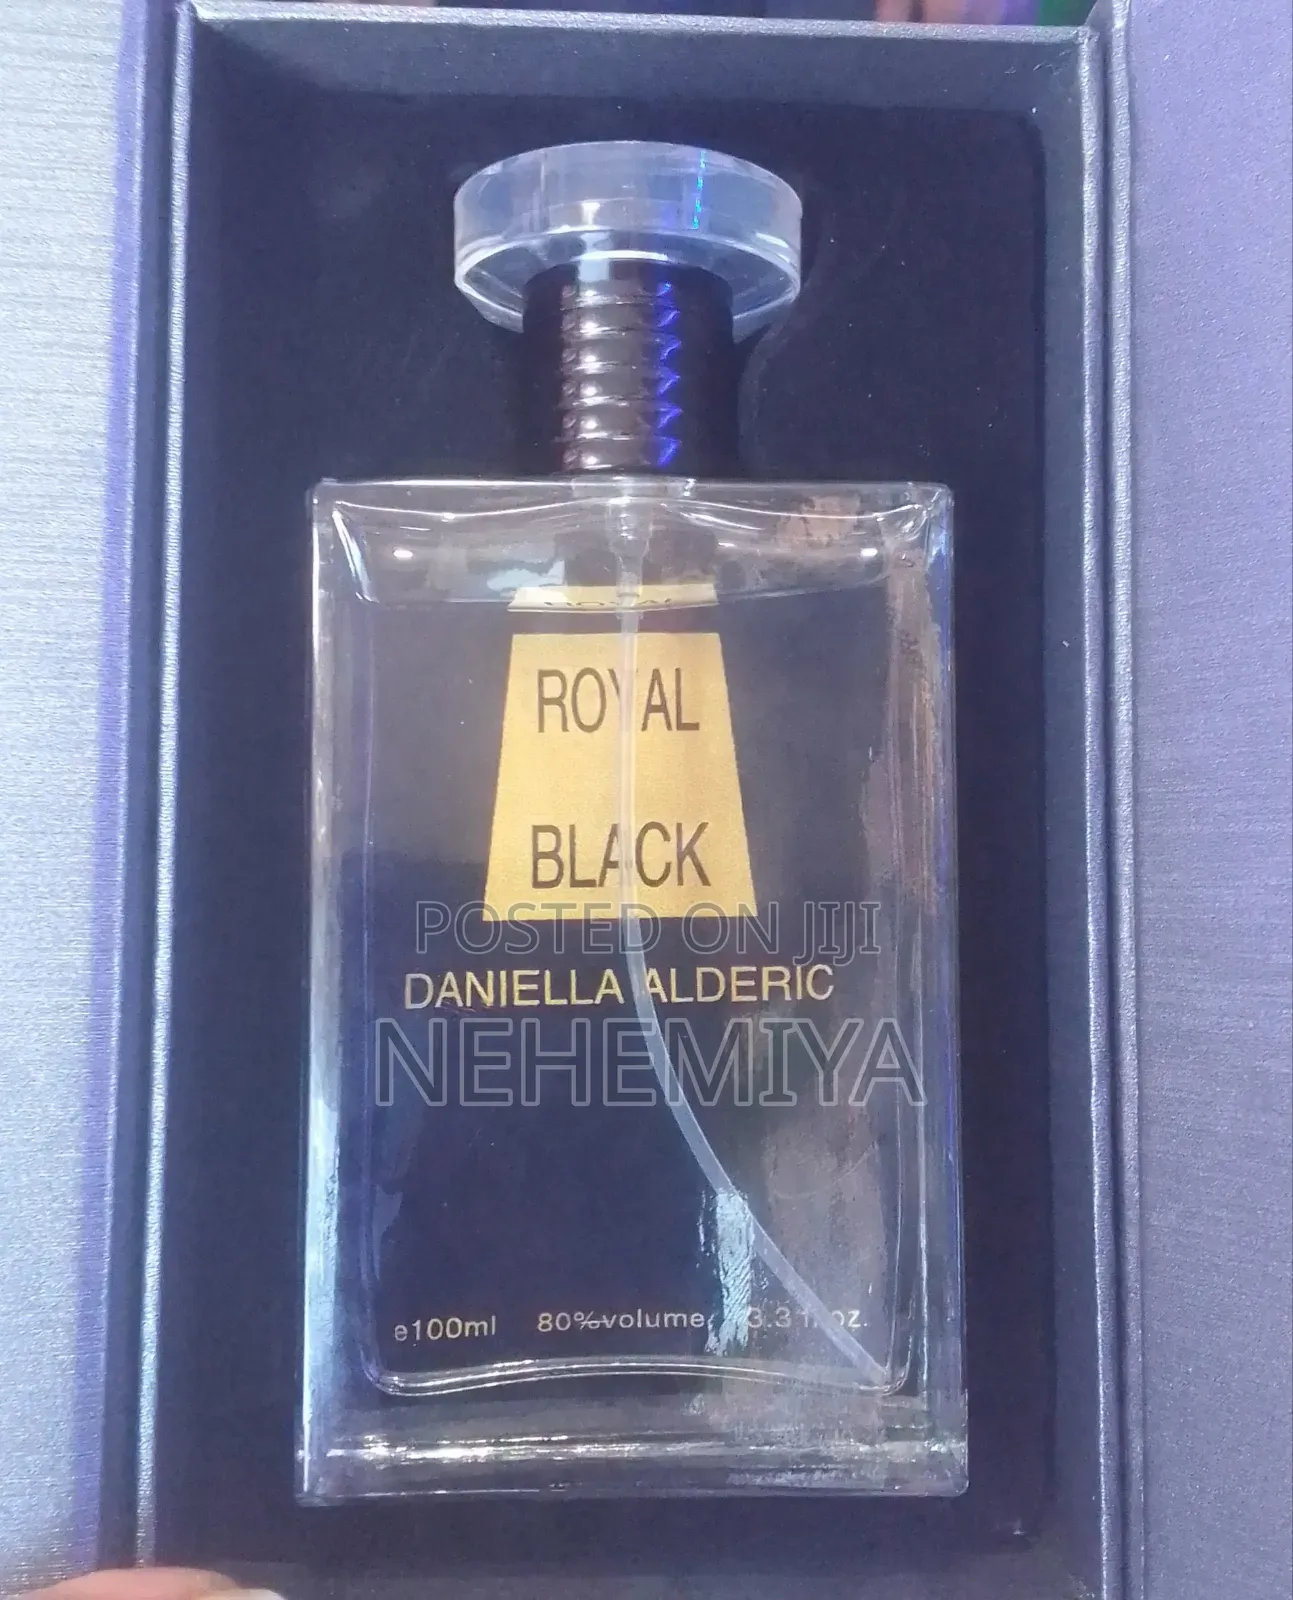 ROYAL
BLACK
POSTED ON JIJI
DANIELLA ALDERIC
NEHEMIYA
e100ml 80%volume